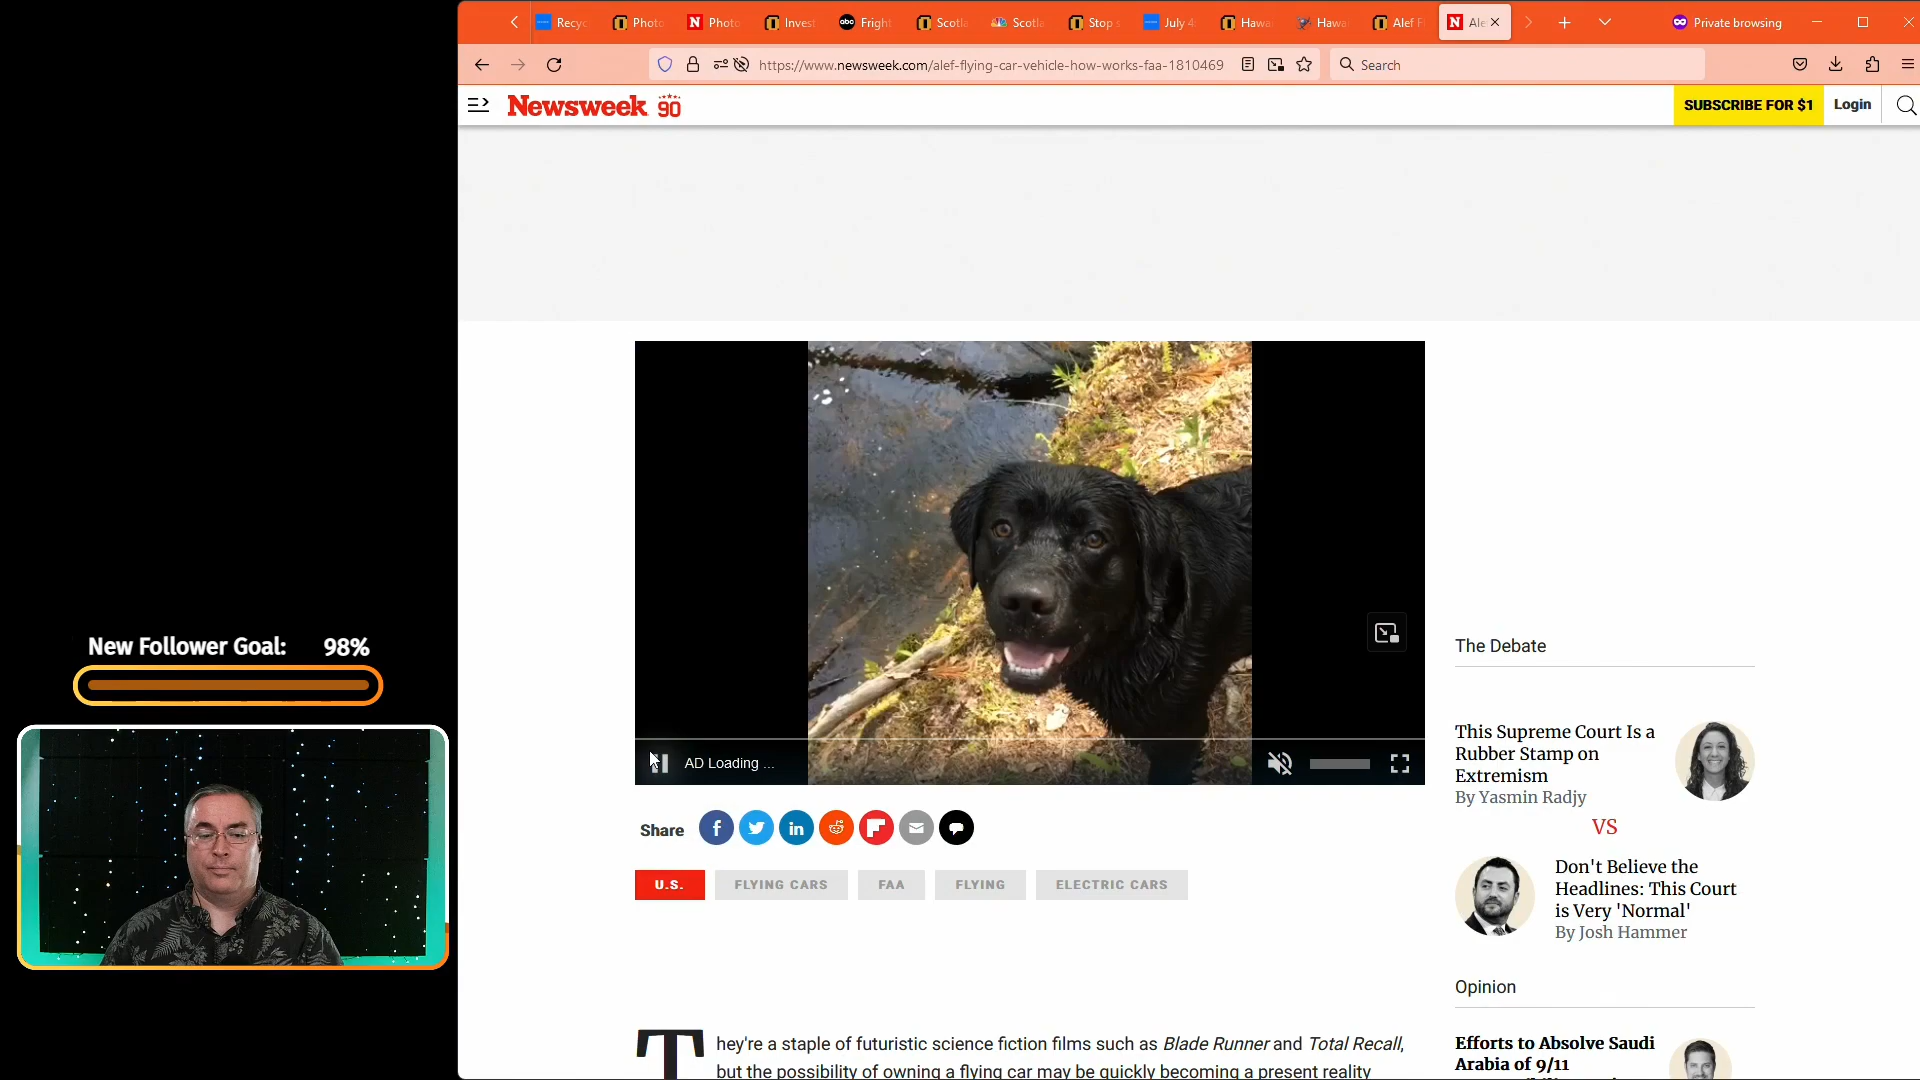 Recyc
Photo
Photo
Invest
Fright
Scotla
Scotla
Stop s
July 4
Hawa
Hawa
Alef F
Ale
Private browsing
https://www.newsweek.com/alef-flying-car-vehicle-how-works-faa-1810469
Search
Newsweek 90
SUBSCRIBE FOR $1
Login
AD Loading ...
Share
U.S.
FLYING CARS
FAA
FLYING
ELECTRIC CARS
They're a staple of futuristic science fiction films such as Blade Runner and Total Recall,
but the possibility of owning a flying car may be quickly becoming a present reality
The Debate
This Supreme Court Is a
Rubber Stamp on
Extremism
By Yasmin Radjy
VS
Don't Believe the
Headlines: This Court
is Very 'Normal'
By Josh Hammer
Opinion
Efforts to Absolve Saudi
Arabia of 9/11
New Follower Goal: 98%